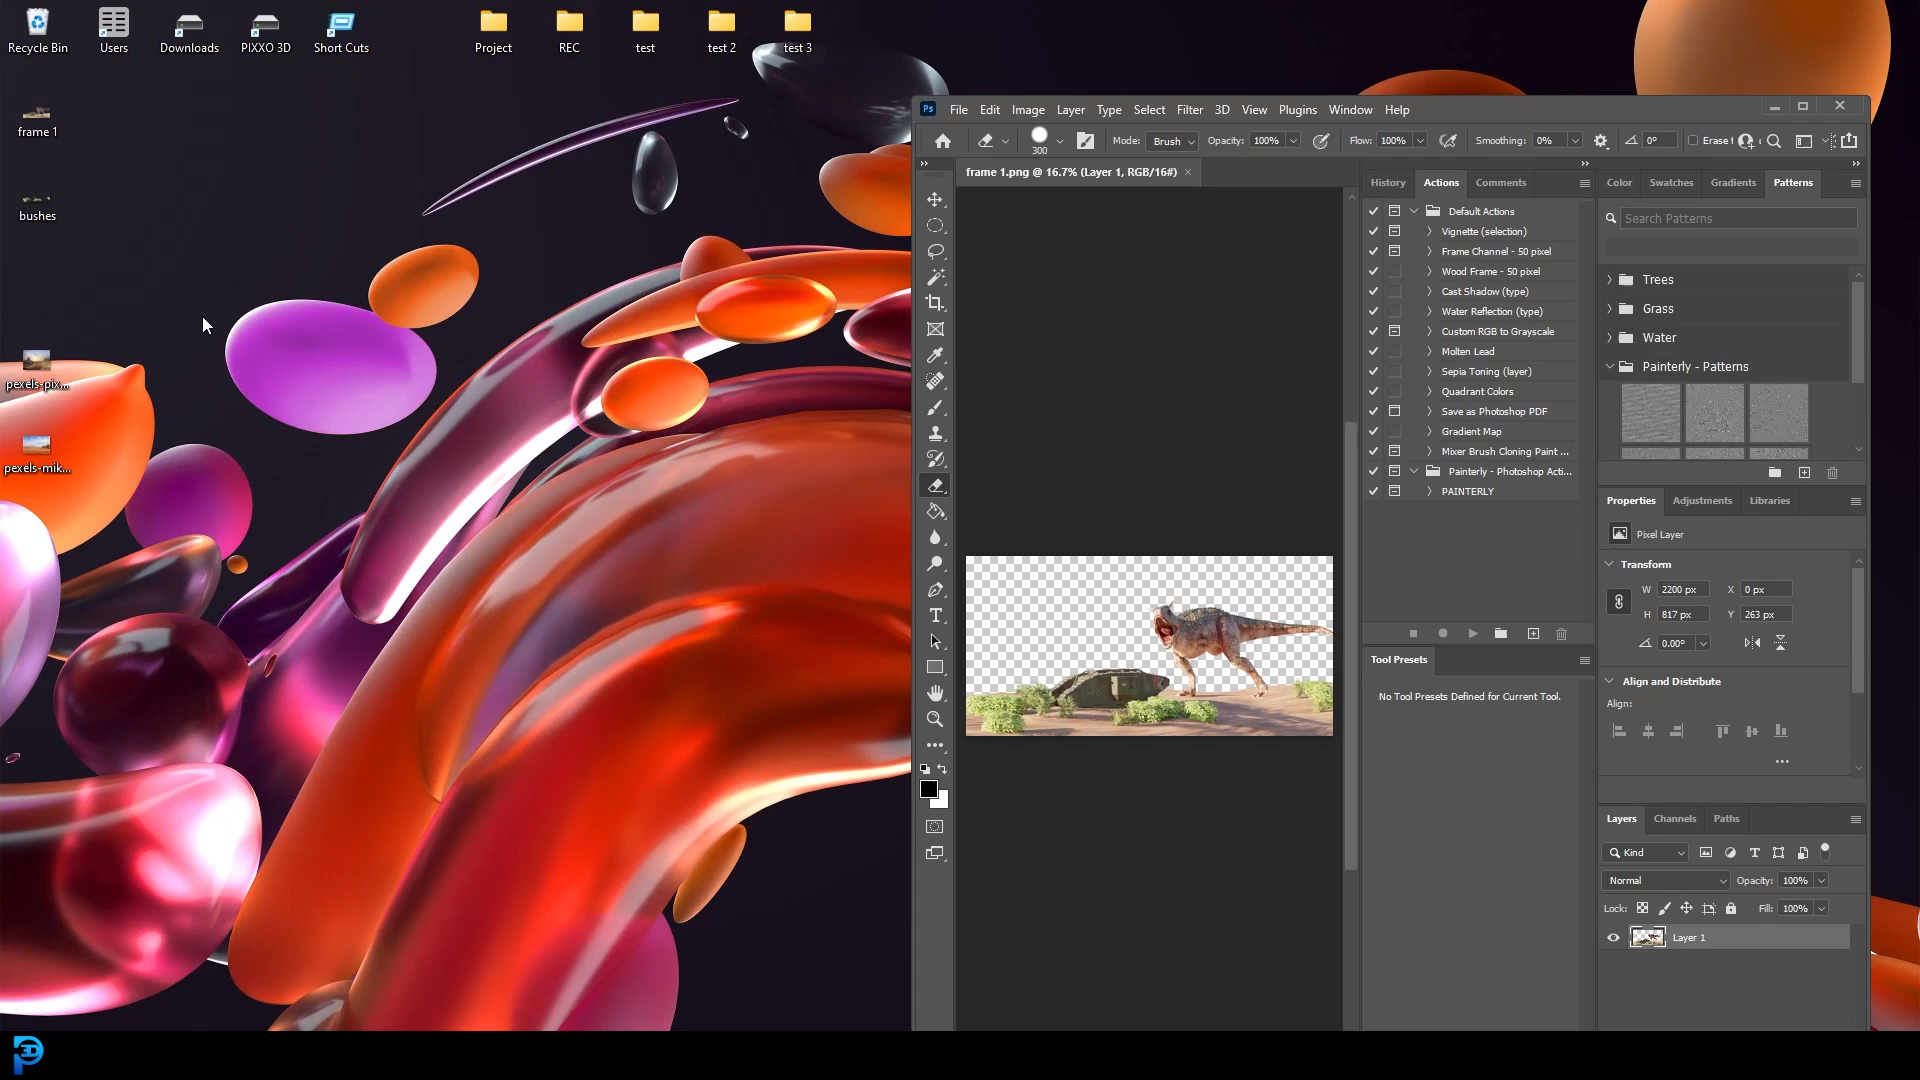 Recycle Bin
Users
Downloads
PIXXO 3D
Short Cuts
Project
REC
test
test 2
test 3
frame 1
bushes
pexels-pix...
pexels-mik...
Ps
File Edit Image Layer Type Select Filter 3D View Plugins Window Help
300
Mode: Brush Opacity: 100% Flow: 100% Smoothing: 0% 0° Erase t
frame 1.png @ 16.7% (Layer 1, RGB/16#)
History Actions Comments
Default Actions
Vignette (selection)
Frame Channel - 50 pixel
Wood Frame - 50 pixel
Cast Shadow (type)
Water Reflection (type)
Custom RGB to Grayscale
Molten Lead
Sepia Toning (layer)
Quadrant Colors
Save as Photoshop PDF
Gradient Map
Mixer Brush Cloning Paint ...
Painterly - Photoshop Acti...
PAINTERLY
Tool Presets
No Tool Presets Defined for Current Tool.
Color Swatches Gradients Patterns
Search Patterns
Trees
Grass
Water
Painterly - Patterns
Properties Adjustments Libraries
Pixel Layer
Transform
W 2200 px X 0 px
H 817 px Y 263 px
0.00°
Align and Distribute
Align:
Layers Channels Paths
Kind
Normal Opacity: 100%
Lock: Fill: 100%
Layer 1
3D